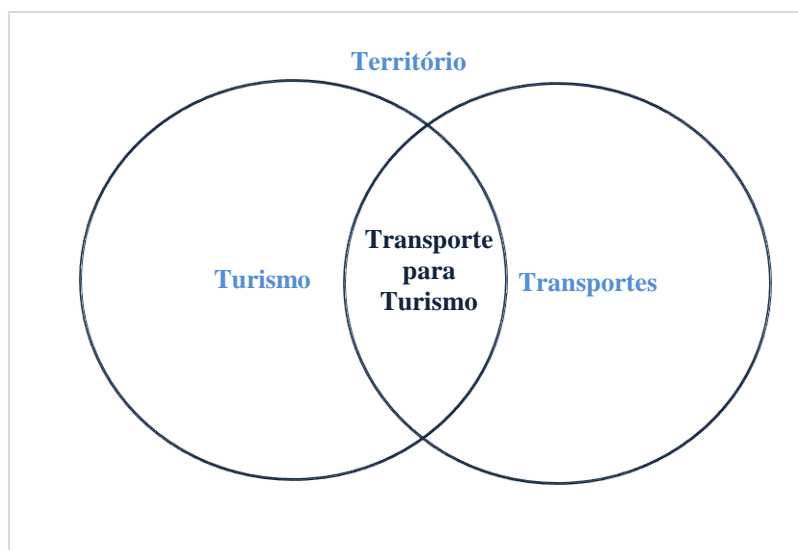 Território
Turismo
Transporte
para
Turismo
Transportes